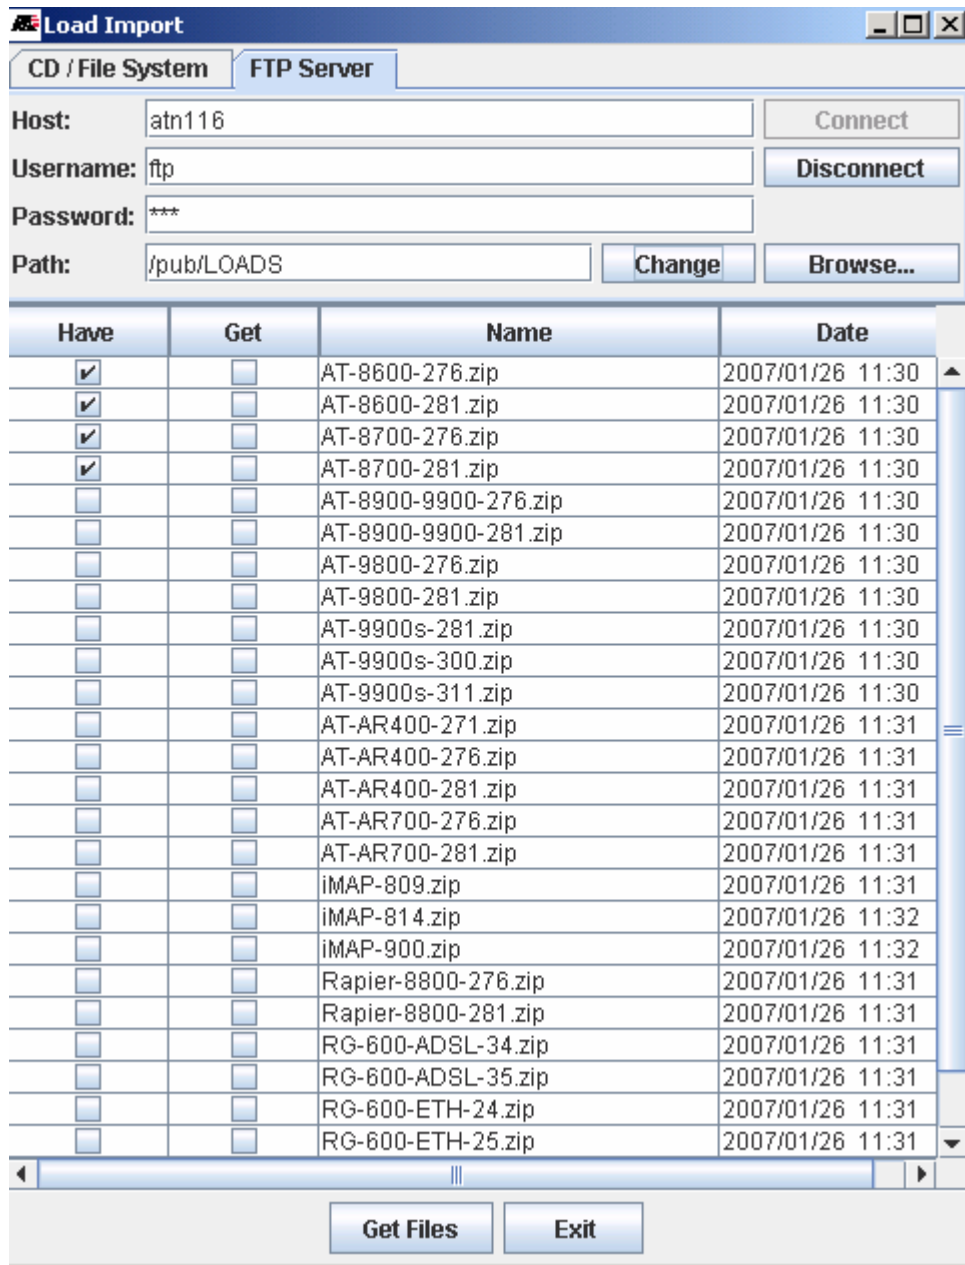 Load Import
CD / File System FTP Server
Host: atn116 Connect
Username: ftp Disconnect
Password: ***
Path: /pub/LOADS Change Browse...
Have Get Name Date
AT-8600-276.zip 2007/01/26 11:30
AT-8600-281.zip 2007/01/26 11:30
AT-8700-276.zip 2007/01/26 11:30
AT-8700-281.zip 2007/01/26 11:30
AT-8900-9900-276.zip 2007/01/26 11:30
AT-8900-9900-281.zip 2007/01/26 11:30
AT-9800-276.zip 2007/01/26 11:30
AT-9800-281.zip 2007/01/26 11:30
AT-9900s-281.zip 2007/01/26 11:30
AT-9900s-300.zip 2007/01/26 11:30
AT-9900s-311.zip 2007/01/26 11:30
AT-AR400-271.zip 2007/01/26 11:31
AT-AR400-276.zip 2007/01/26 11:31
AT-AR400-281.zip 2007/01/26 11:31
AT-AR700-276.zip 2007/01/26 11:31
AT-AR700-281.zip 2007/01/26 11:31
iMAP-809.zip 2007/01/26 11:31
iMAP-814.zip 2007/01/26 11:32
iMAP-900.zip 2007/01/26 11:32
Rapier-8800-276.zip 2007/01/26 11:31
Rapier-8800-281.zip 2007/01/26 11:31
RG-600-ADSL-34.zip 2007/01/26 11:31
RG-600-ADSL-35.zip 2007/01/26 11:31
RG-600-ETH-24.zip 2007/01/26 11:31
RG-600-ETH-25.zip 2007/01/26 11:31
Get Files Exit